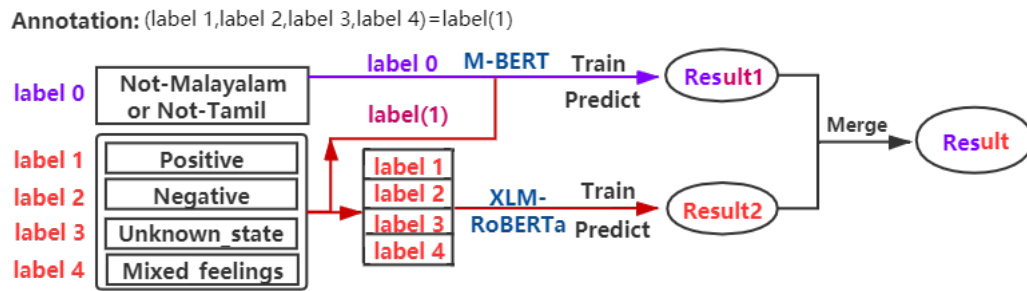 Annotation: (label 1,label 2,label 3,label 4)=label(1)
label 0
Not-Malayalam
or Not-Tamil
label 0
M-BERT
Train
Predict
Result1
label(1)
Merge
Result
label 1
Positive
label 2
Negative
label 3
Unknown_state
label 4
Mixed feelings
label 1
label 2
label 3
label 4
XLM-
RoBERTa
Train
Predict
Result2